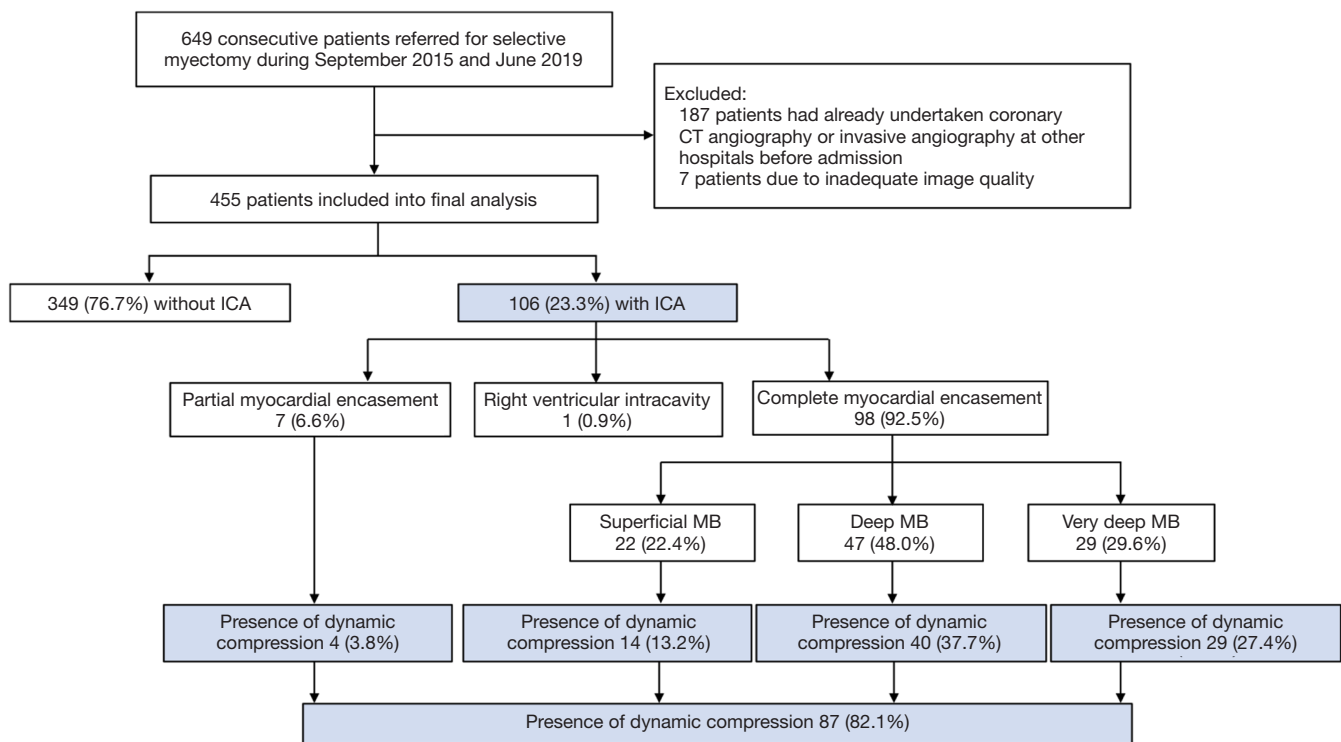 649 consecutive patients referred for selective
myectomy during September 2015 and June 2019
Excluded:
187 patients had already undertaken coronary
CT angiography or invasive angiography at other
hospitals before admission
7 patients due to inadequate image quality
455 patients included into final analysis
349 (76.7%) without ICA
106 (23.3%) with ICA
Partial myocardial encasement
7 (6.6%)
Right ventricular intracavity
1 (0.9%)
Complete myocardial encasement
98 (92.5%)
Superficial MB
22 (22.4%)
Deep MB
47 (48.0%)
Very deep MB
29 (29.6%)
Presence of dynamic
compression 4 (3.8%)
Presence of dynamic
compression 14 (13.2%)
Presence of dynamic
compression 40 (37.7%)
Presence of dynamic
compression 29 (27.4%)
Presence of dynamic compression 87 (82.1%)